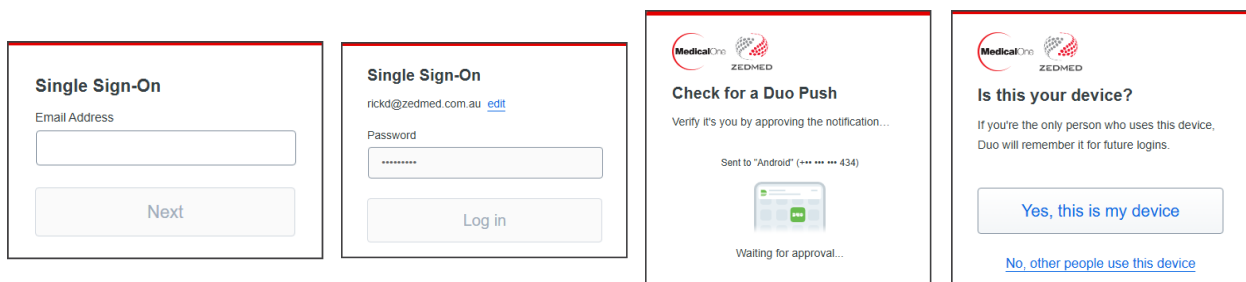 Single Sign-On
Email Address
Next
Single Sign-On
rickd@zedmed.com.au edit
Password
Log in
MedicalOne
ZEDMED
Check for a Duo Push
Verify it's you by approving the notification...
Sent to "Android" (+•• ••• ••• 434)
DUO
Waiting for approval...
MedicalOne
ZEDMED
Is this your device?
If you're the only person who uses this device,
Duo will remember it for future logins.
Yes, this is my device
No, other people use this device